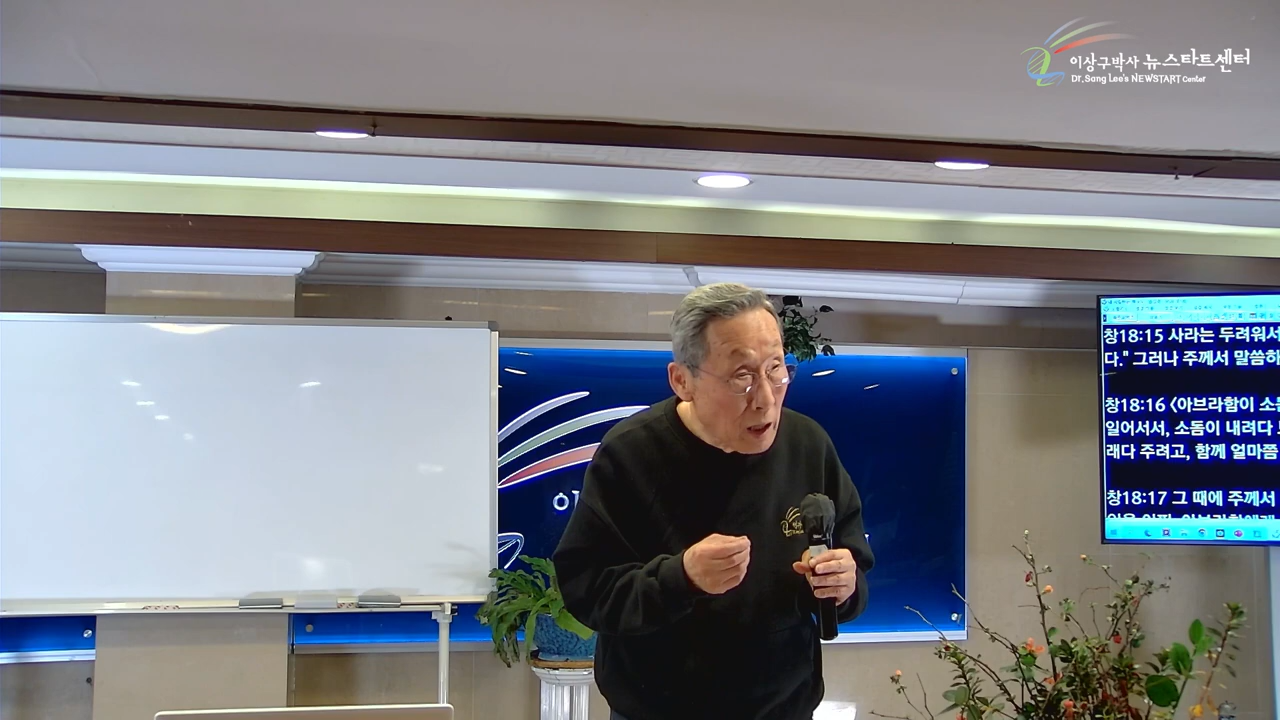 이상구박사 뉴스타트센터
Dr. Sang Lee's NEWSTART Center
창18:15 사라는 두려워서
다." 그러나 주께서 말씀하
창18:16 <아브라함이 소돔
일어서서, 소돔이 내려다
래다 주려고, 함께 얼마쯤
창18:17 그 때에 주께서
이